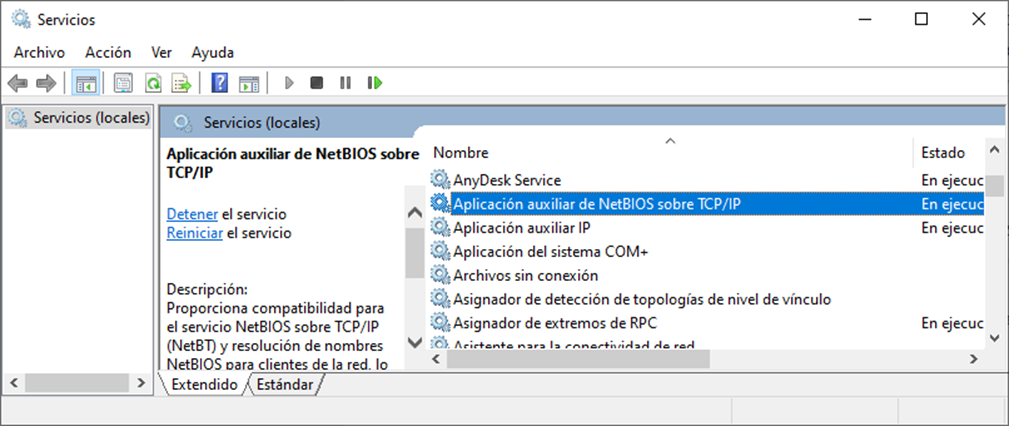 Servicios
Archivo Acción Ver Ayuda
Servicios (locales)
Servicios (locales)
Aplicación auxiliar de NetBIOS sobre
TCP/IP
Detener el servicio
Reiniciar el servicio
Descripción:
Proporciona compatibilidad para
el servicio NetBIOS sobre TCP/IP
(NetBT) y resolución de nombres
NetBIOS para clientes de la red, lo
Nombre Estado
AnyDesk Service En ejecuc
Aplicación auxiliar de NetBIOS sobre TCP/IP En ejecuc
Aplicación auxiliar IP En ejecuc
Aplicación del sistema COM+
Archivos sin conexión
Asignador de detección de topologías de nivel de vínculo
Asignador de extremos de RPC En ejecuc
Asistente para la conectividad de red
Extendido Estándar